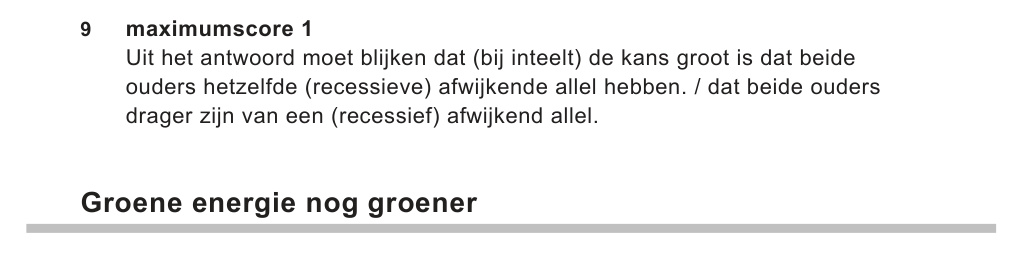 9 maximumscore 1
Uit het antwoord moet blijken dat (bij inteelt) de kans groot is dat beide
ouders hetzelfde (recessieve) afwijkende allel hebben. / dat beide ouders
drager zijn van een (recessief) afwijkend allel.
Groene energie nog groener